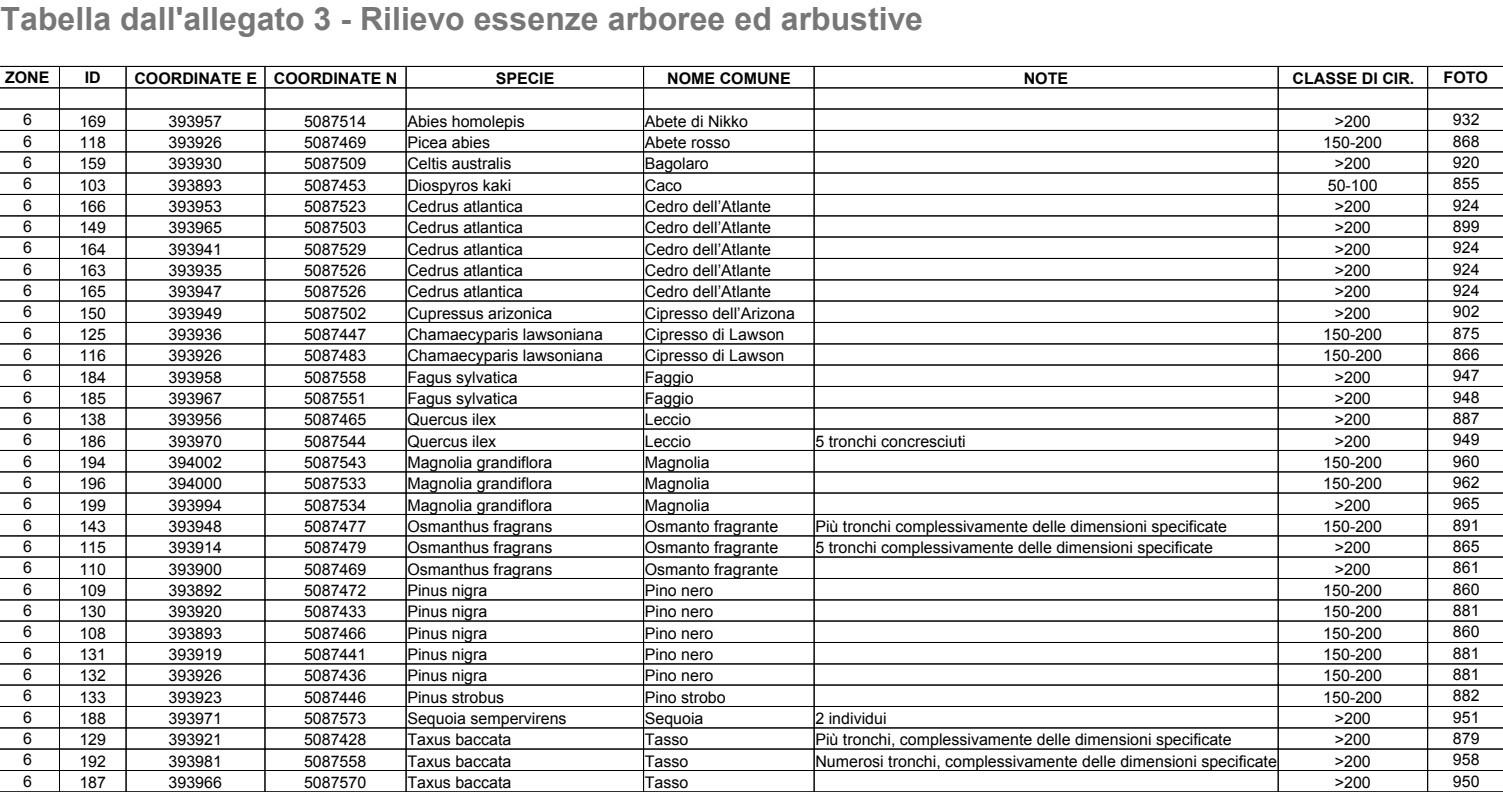 Tabella dall'allegato 3 - Rilievo essenze arboree ed arbustive
ZONE ID COORDINATE E COORDINATE N SPECIE NOME COMUNE NOTE CLASSE DI CIR. FOTO
6 169 393957 5087514 Abies homolepis Abete di Nikko >200 932
6 118 393926 5087469 Picea abies Abete rosso 150-200 868
6 159 393930 5087509 Celtis australis Bagolaro >200 920
6 103 393893 5087453 Diospyros kaki Caco 50-100 855
6 166 393953 5087523 Cedrus atlantica Cedro dell’Atlante >200 924
6 149 393965 5087503 Cedrus atlantica Cedro dell’Atlante >200 899
6 164 393941 5087529 Cedrus atlantica Cedro dell’Atlante >200 924
6 163 393935 5087526 Cedrus atlantica Cedro dell’Atlante >200 924
6 165 393947 5087526 Cedrus atlantica Cedro dell’Atlante >200 924
6 150 393949 5087502 Cupressus arizonica Cipresso dell’Arizona >200 902
6 125 393936 5087447 Chamaecyparis lawsoniana Cipresso di Lawson 150-200 875
6 116 393926 5087483 Chamaecyparis lawsoniana Cipresso di Lawson 150-200 866
6 184 393958 5087558 Fagus sylvatica Faggio >200 947
6 185 393967 5087551 Fagus sylvatica Faggio >200 948
6 138 393956 5087465 Quercus ilex Leccio >200 887
6 186 393970 5087544 Quercus ilex Leccio 5 tronchi concresciuti >200 949
6 194 394002 5087543 Magnolia grandiflora Magnolia 150-200 960
6 196 394000 5087533 Magnolia grandiflora Magnolia 150-200 962
6 199 393994 5087534 Magnolia grandiflora Magnolia >200 965
6 143 393948 5087477 Osmanthus fragrans Osmanto fragrante Più tronchi complessivamente delle dimensioni specificate 150-200 891
6 115 393914 5087479 Osmanthus fragrans Osmanto fragrante 5 tronchi complessivamente delle dimensioni specificate >200 865
6 110 393900 5087469 Osmanthus fragrans Osmanto fragrante >200 861
6 109 393892 5087472 Pinus nigra Pino nero 150-200 860
6 130 393920 5087433 Pinus nigra Pino nero 150-200 881
6 108 393893 5087466 Pinus nigra Pino nero 150-200 860
6 131 393919 5087441 Pinus nigra Pino nero 150-200 881
6 132 393926 5087436 Pinus nigra Pino nero 150-200 881
6 133 393923 5087446 Pinus strobus Pino strobo 150-200 882
6 188 393971 5087573 Sequoia sempervirens Sequoia 2 individui >200 951
6 129 393921 5087428 Taxus baccata Tasso Più tronchi, complessivamente delle dimensioni specificate >200 879
6 192 393981 5087558 Taxus baccata Tasso Numerosi tronchi, complessivamente delle dimensioni specificate >200 958
6 187 393966 5087570 Taxus baccata Tasso >200 950